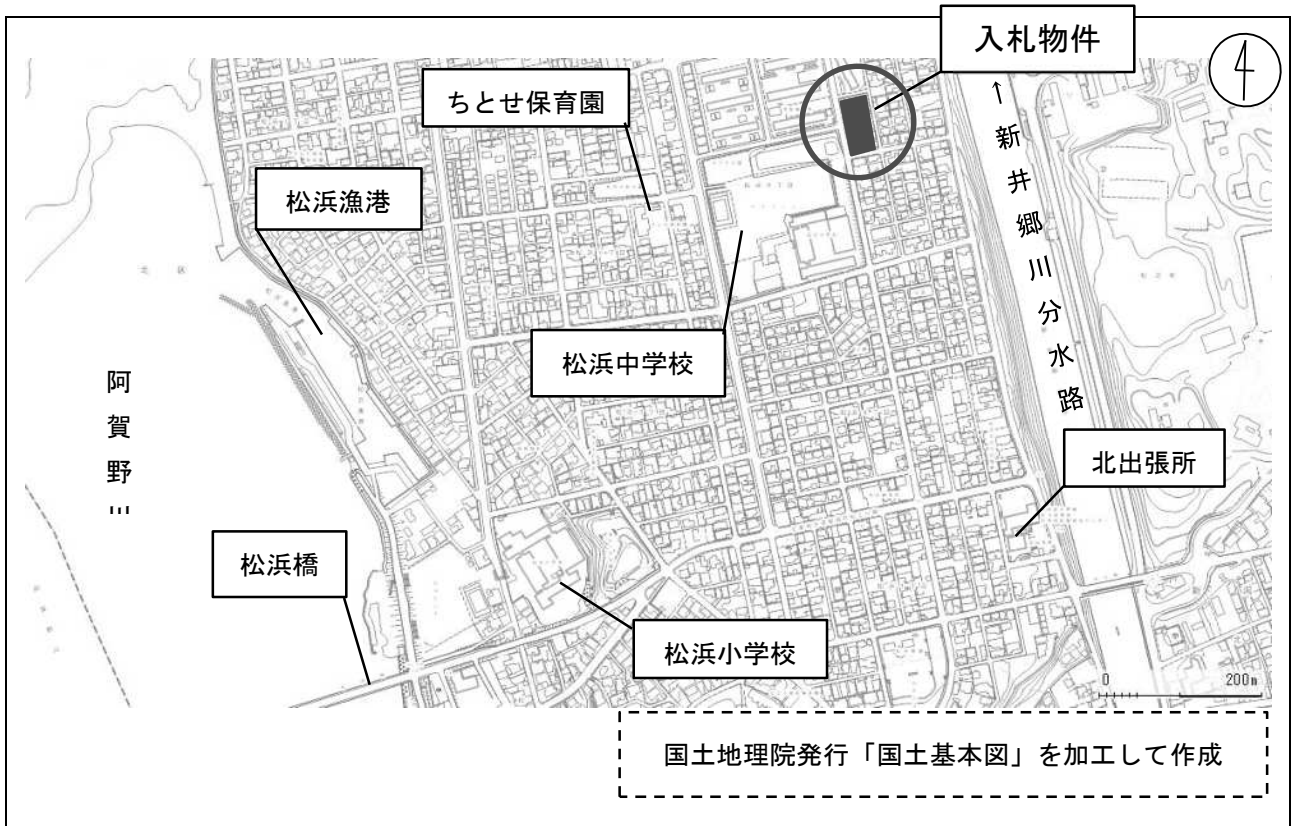 入札物件
ちとせ保育園
↑新井郷川分水路
松浜漁港
松浜中学校
阿賀野川
北出張所
松浜橋
松浜小学校
0 200m
国土地理院発行「国土基本図」を加工して作成